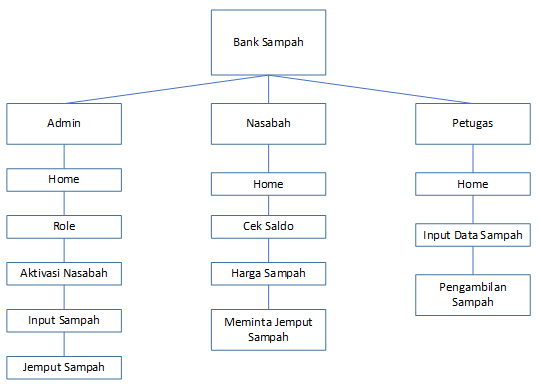 Bank Sampah
Admin
Nasabah
Petugas
Home
Home
Home
Role
Cek Saldo
Input Data Sampah
Aktivasi Nasabah
Harga Sampah
Pengambilan
Sampah
Input Sampah
Meminta Jemput
Sampah
Jemput Sampah